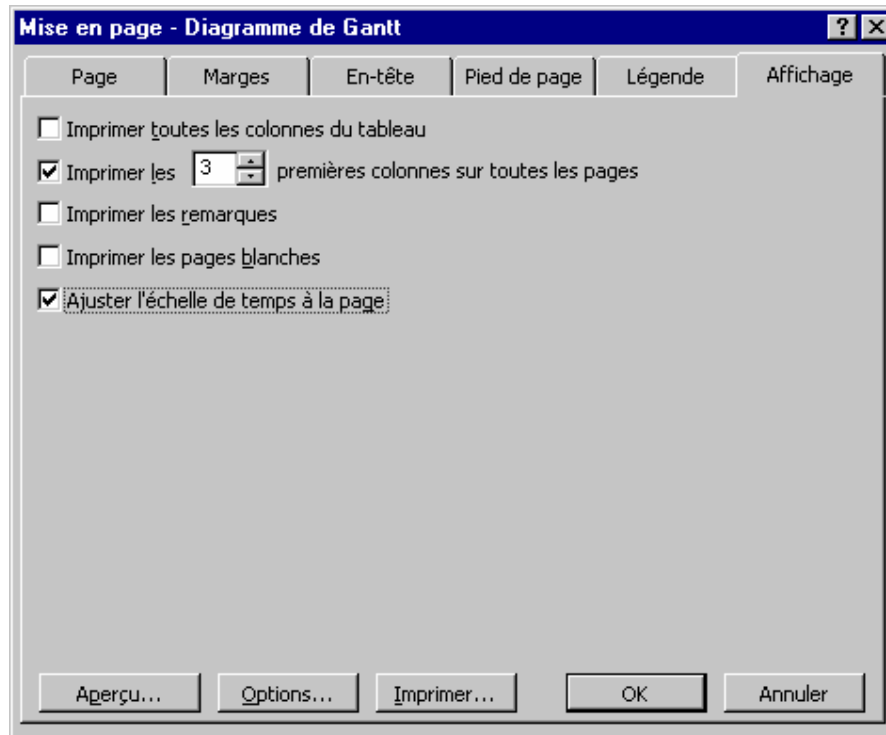 Mise en page - Diagramme de Gantt
Page Marges En-tête Pied de page Légende Affichage
Imprimer toutes les colonnes du tableau
Imprimer les 3 premières colonnes sur toutes les pages
Imprimer les remarques
Imprimer les pages blanches
Ajuster l'échelle de temps à la page
Aperçu... Options... Imprimer... OK Annuler